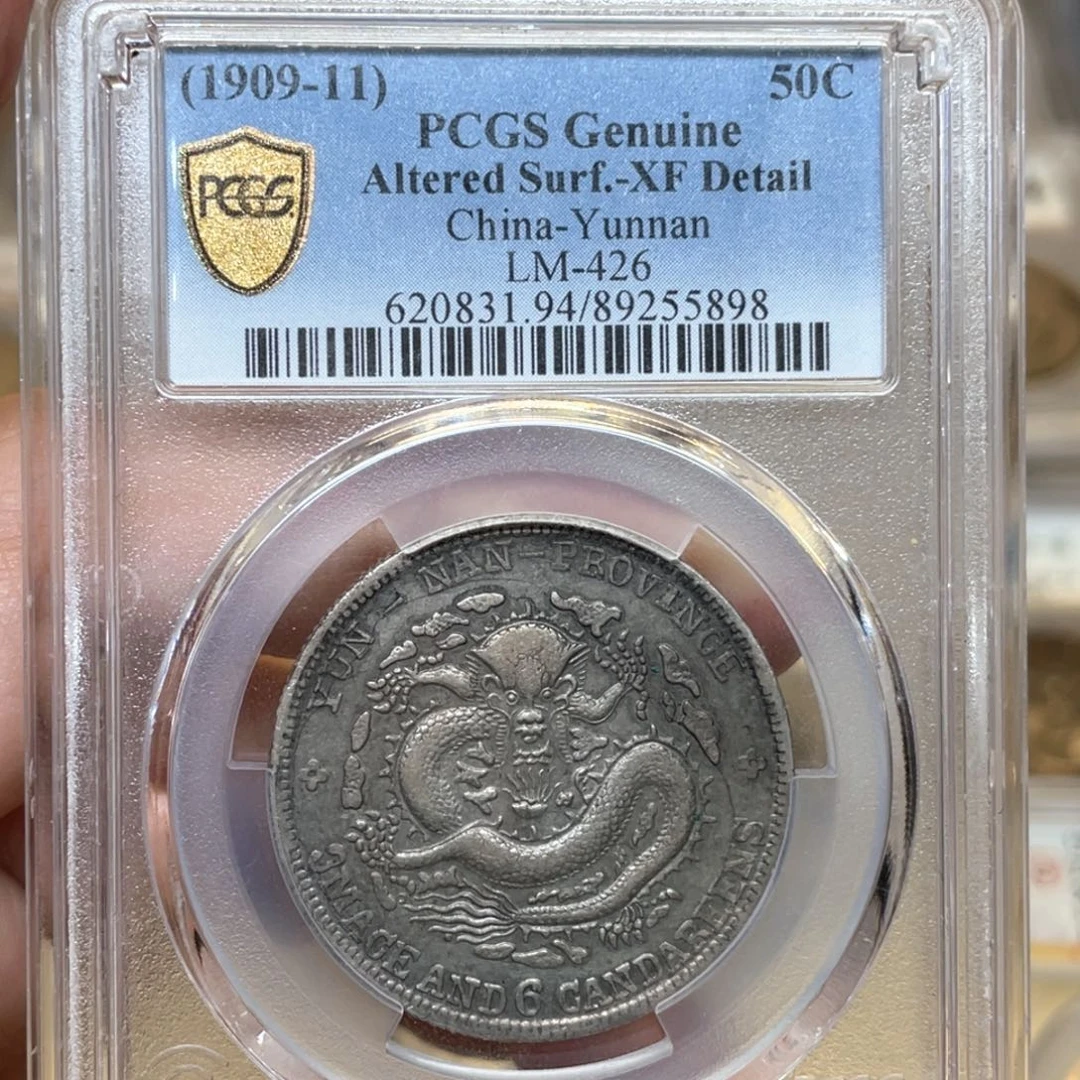 (1909-11) 50C
PCGS Genuine
PCGS
Altered Surf.-XF Detail
China-Yunnan
LM-426
620831.94/89255898
YUN-NAN-PROVINCE
3 MACE AND 6 CANDAREENS